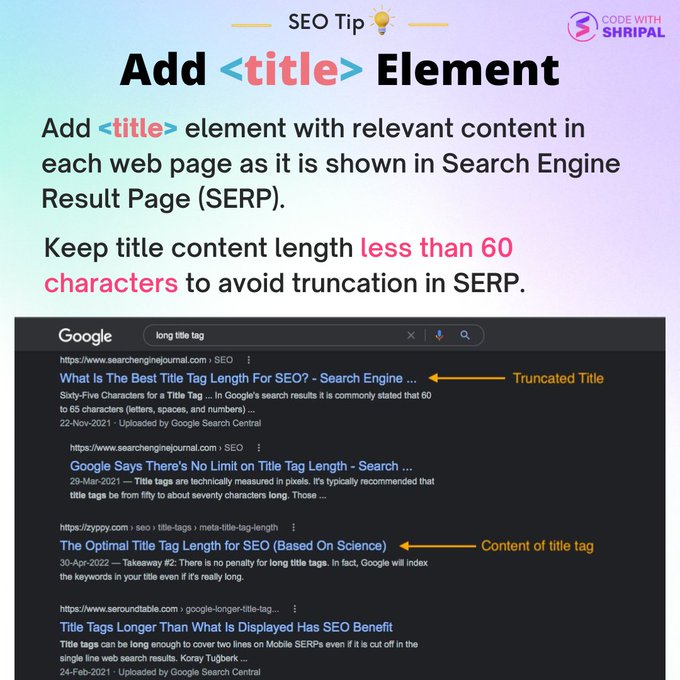 SEO Tip
CODE WITH
SHRIPAL
Add <title> Element
Add <title> element with relevant content in
each web page as it is shown in Search Engine
Result Page (SERP).
Keep title content length less than 60
characters to avoid truncation in SERP.
Google
long title tag
https://www.searchenginejournal.com › SEO
What Is The Best Title Tag Length For SEO? - Search Engine ...
Truncated Title
Sixty-Five Characters for a Title Tag ... In Google's search results it is commonly stated that 60
to 65 characters (letters, spaces, and numbers) ...
22-Nov-2021 · Uploaded by Google Search Central
https://www.searchenginejournal.com › SEO
Google Says There's No Limit on Title Tag Length - Search ...
29-Mar-2021 — Title tags are technically measured in pixels. It's typically recommended that
title tags be from fifty to about seventy characters long. Those ...
https://zyppy.com › seo › title-tags › meta-title-tag-length
The Optimal Title Tag Length for SEO (Based On Science)
Content of title tag
30-Apr-2022 — Takeaway #2: There is no penalty for long title tags. In fact, Google will index
the keywords in your title even if it's really long.
https://www.seroundtable.com › google-longer-title-tag...
Title Tags Longer Than What Is Displayed Has SEO Benefit
Title tags can be long enough to cover two lines on Mobile SERPs even if it is cut off in the
single line web search results. Koray Tuğberk ...
24-Feb-2021 · Uploaded by Google Search Central